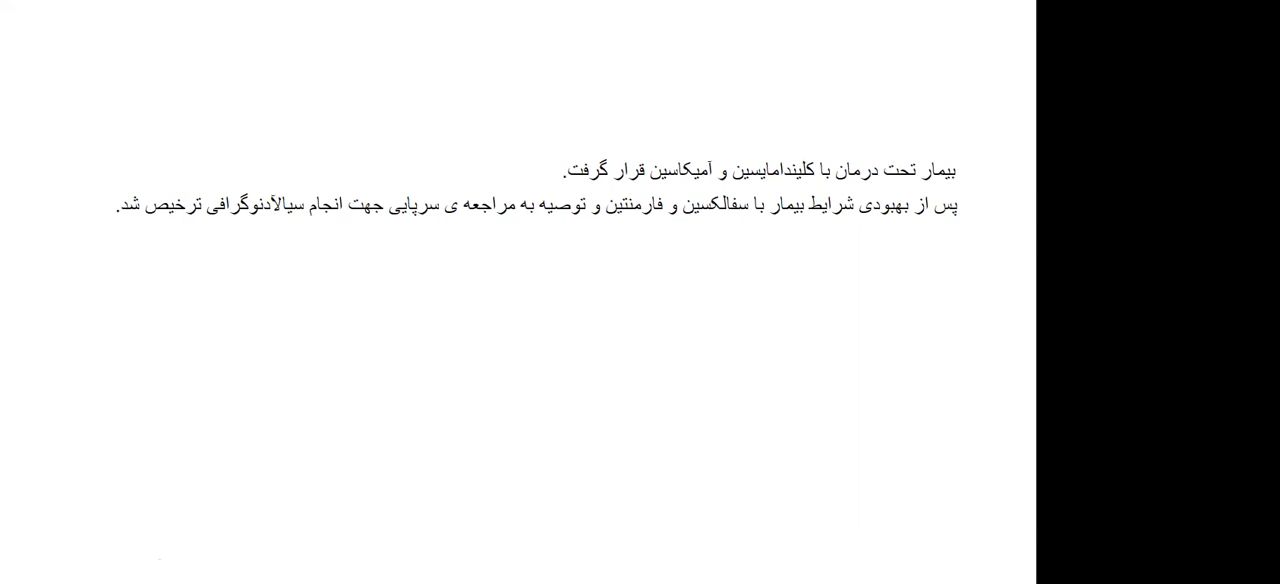 بیمار تحت درمان با کلیندامایسین و آمیکاسین قرار گرفت.
پس از بهبودی شرایط بیمار با سفالکسین و فارمنتین و توصیه به مراجعه ی سرپایی جهت انجام سیالآدنوگرافی ترخیص شد.